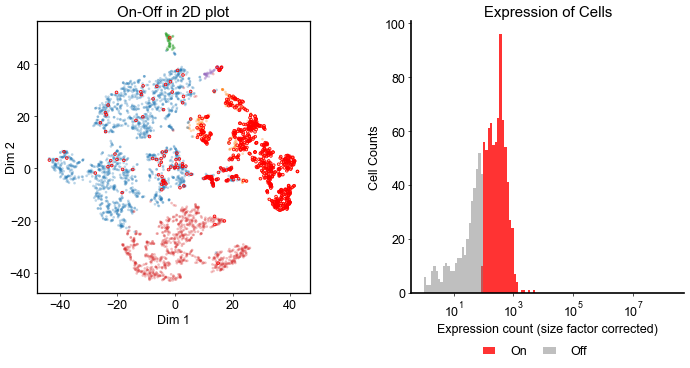 On-Off in 2D plot
40
20
0
−20
−40
Dim 2
−40
−20
0
20
40
Dim 1
Expression of Cells
100
80
60
40
20
0
Cell Counts
10^1
10^3
10^5
10^7
Expression count (size factor corrected)
On
Off